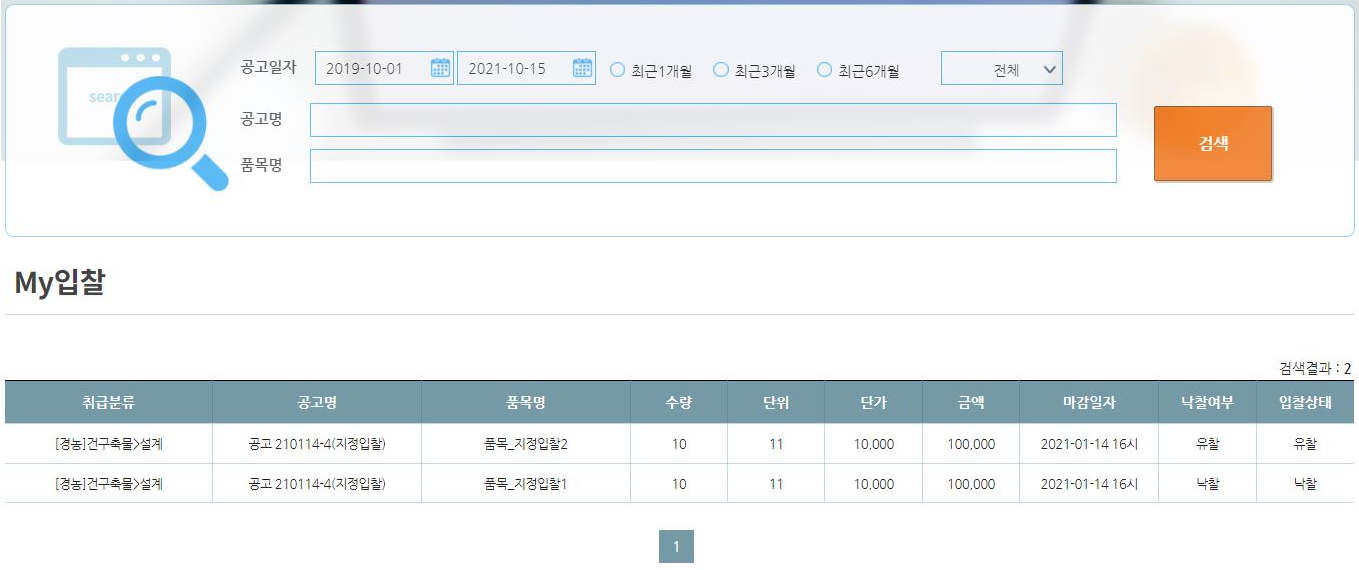 공고일자 2019-10-01 2021-10-15 최근1개월 최근3개월 최근6개월 전체
공고명
검색
품목명
My입찰
검색결과 : 2
취급분류 공고명 품목명 수량 단위 단가 금액 마감일자 낙찰여부 입찰상태
[경농]건구축물>설계 공고 210114-4(지정입찰) 품목_지정입찰2 10 11 10,000 100,000 2021-01-14 16시 유찰 유찰
[경농]건구축물>설계 공고 210114-4(지정입찰) 품목_지정입찰1 10 11 10,000 100,000 2021-01-14 16시 낙찰 낙찰
1